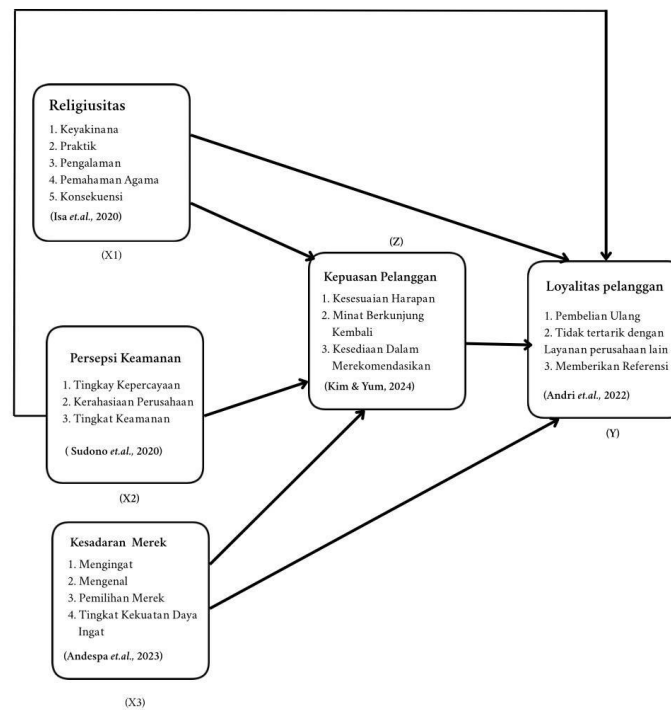 Religiusitas
1. Keyakinana
2. Praktik
3. Pengalaman
4. Pemahaman Agama
5. Konsekuensi
(Isa et.al., 2020)
(X1)
Persepsi Keamanan
1. Tingkay Kepercayaan
2. Kerahasiaan Perusahaan
3. Tingkat Keamanan
( Sudono et.al., 2020)
(X2)
Kesadaran Merek
1. Mengingat
2. Mengenal
3. Pemilihan Merek
4. Tingkat Kekuatan Daya
Ingat
(Andespa et.al., 2023)
(X3)
(Z)
Kepuasan Pelanggan
1. Kesesuaian Harapan
2. Minat Berkunjung
Kembali
3. Kesediaan Dalam
Merekomendasikan
(Kim & Yum, 2024)
Loyalitas pelanggan
1. Pembelian Ulang
2. Tidak tertarik dengan
Layanan perusahaan lain
3. Memberikan Referensi
(Andri et.al., 2022)
(Y)